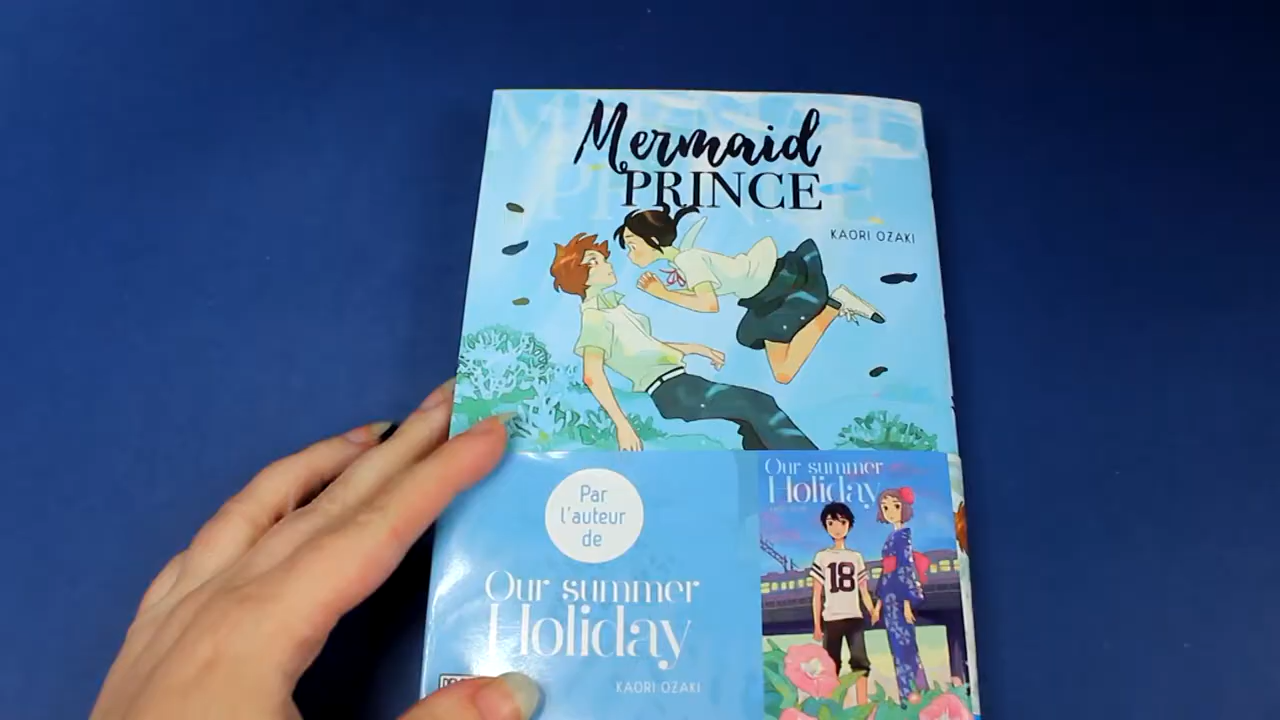 Mermaid
PRINCE
KAORI OZAKI
Par
l'auteur
de
Our summer
Holiday
KAORI OZAKI
Our summer
Holiday
18